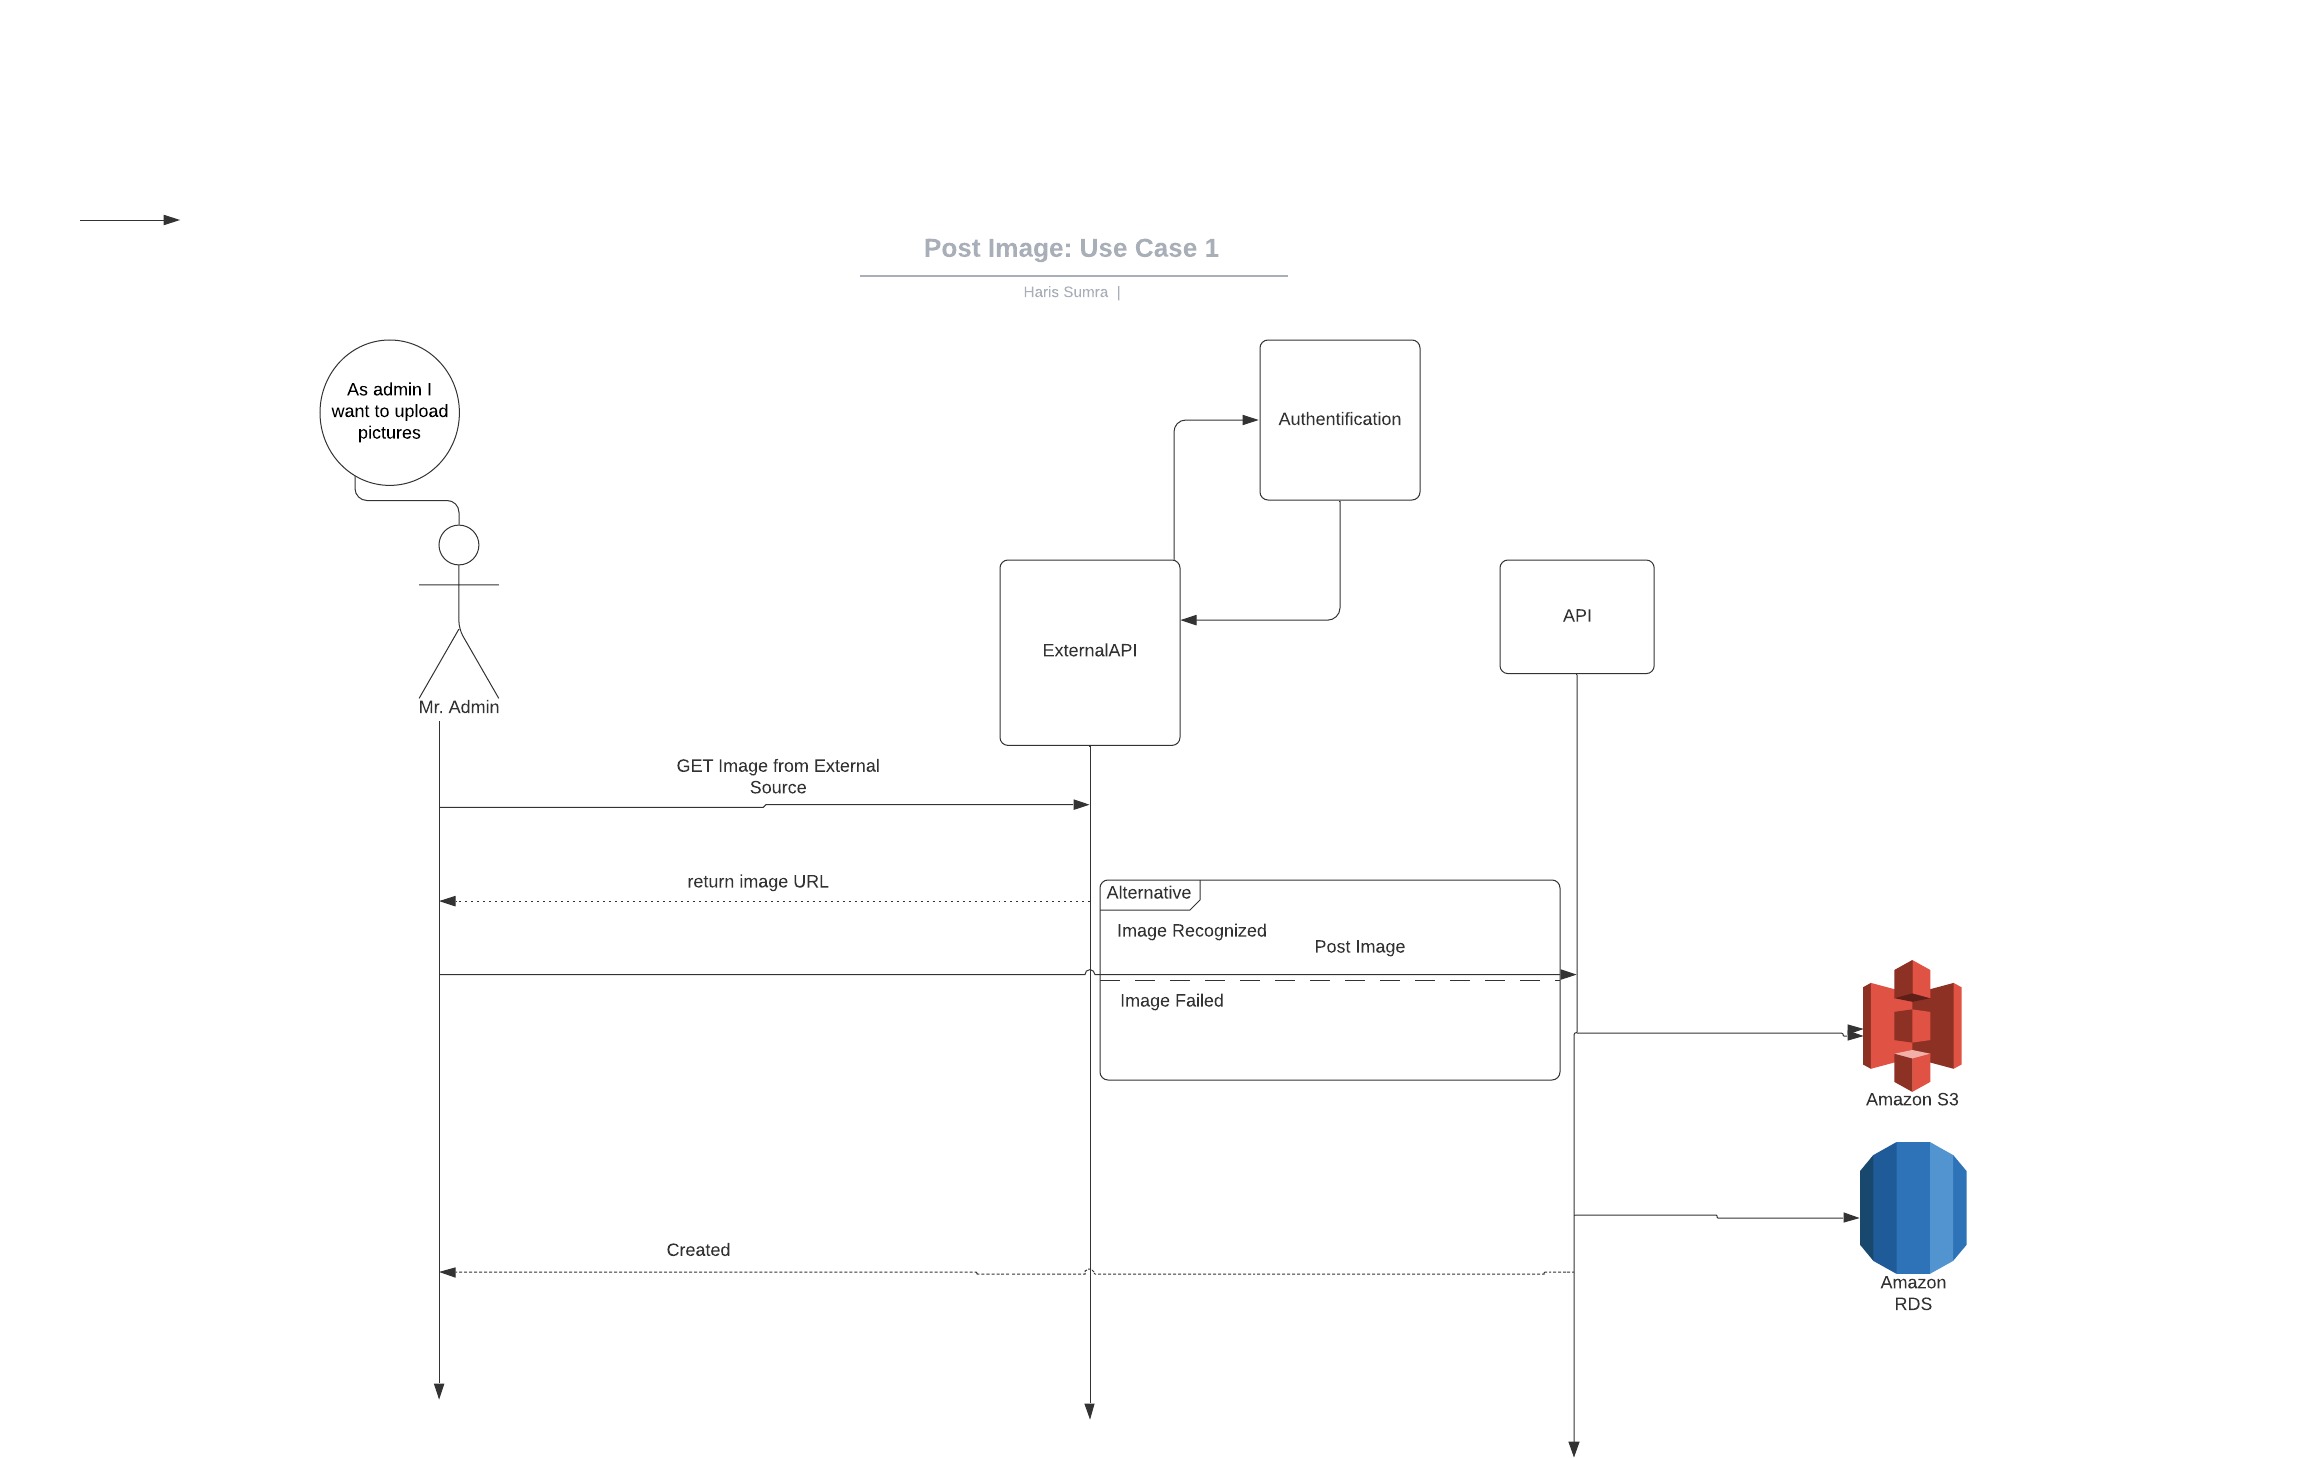 Post Image: Use Case 1
Haris Sumra |
As admin I
want to upload
pictures
Authentification
ExternalAPI
API
Mr. Admin
GET Image from External
Source
return image URL
Alternative
Image Recognized
Post Image
Image Failed
Amazon S3
Created
Amazon
RDS